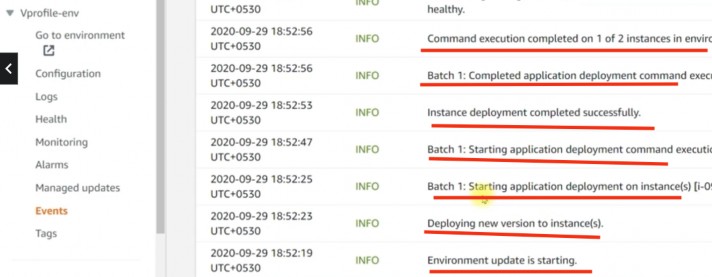 Vprofile-env
Go to environment
Configuration
Logs
Health
Monitoring
Alarms
Managed updates
Events
Tags
UTC+0530 INFO healthy.
2020-09-29 18:52:56 INFO Command execution completed on 1 of 2 instances in enviro
UTC+0530
2020-09-29 18:52:56 INFO Batch 1: Completed application deployment command exec
UTC+0530
2020-09-29 18:52:53 INFO Instance deployment completed successfully.
UTC+0530
2020-09-29 18:52:47 INFO Batch 1: Starting application deployment command executio
UTC+0530
2020-09-29 18:52:25 INFO Batch 1: Starting application deployment on instance(s) [i-09
UTC+0530
2020-09-29 18:52:23 INFO Deploying new version to instance(s).
UTC+0530
2020-09-29 18:52:19 INFO Environment update is starting.
UTC+0530